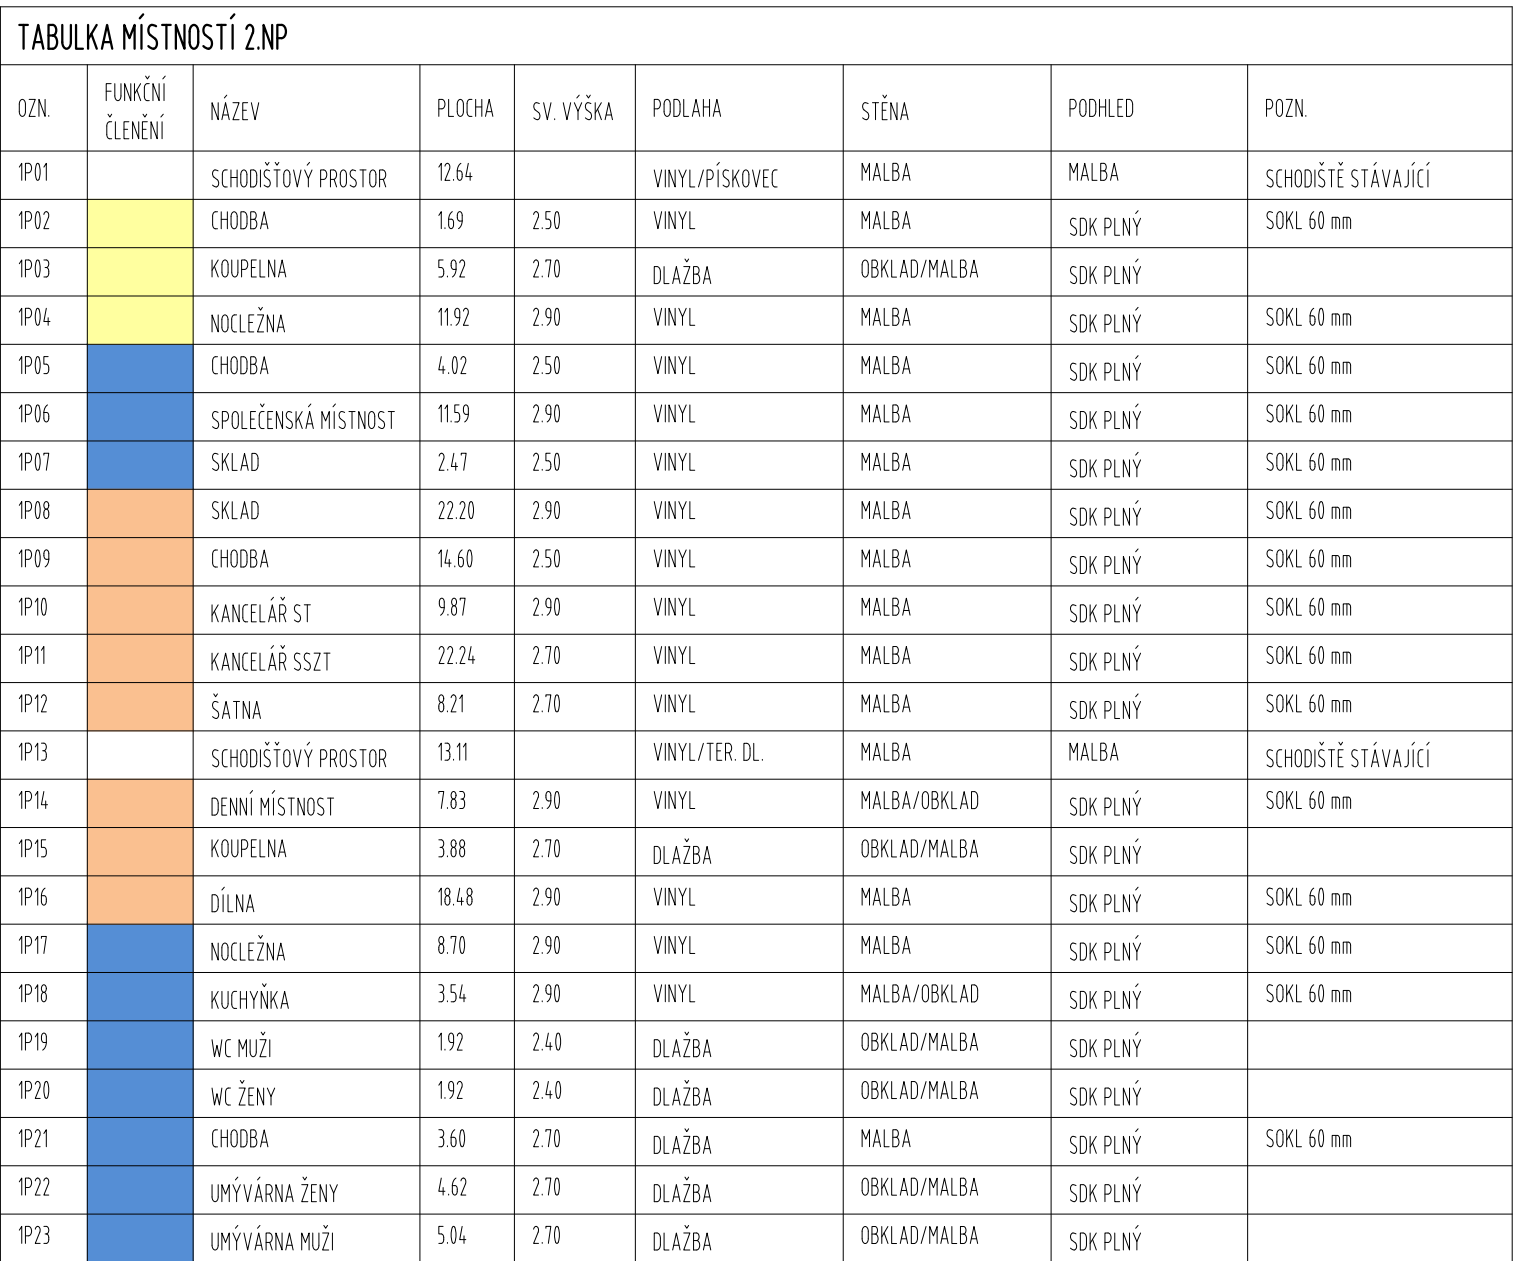 TABULKA MÍSTNOSTÍ 2.NP
OZN. FUNKČNÍ ČLENĚNÍ NÁZEV PLOCHA SV. VÝŠKA PODLAHA STĚNA PODHLED POZN.
1P01 SCHODIŠŤOVÝ PROSTOR 12.64 VINYL/PÍSKOVEC MALBA MALBA SCHODIŠTĚ STÁVAJÍCÍ
1P02 CHODBA 1.69 2.50 VINYL MALBA SDK PLNÝ SOKL 60 mm
1P03 KOUPELNA 5.92 2.70 DLAŽBA OBKLAD/MALBA SDK PLNÝ
1P04 NOCLEŽNA 11.92 2.90 VINYL MALBA SDK PLNÝ SOKL 60 mm
1P05 CHODBA 4.02 2.50 VINYL MALBA SDK PLNÝ SOKL 60 mm
1P06 SPOLEČENSKÁ MÍSTNOST 11.59 2.90 VINYL MALBA SDK PLNÝ SOKL 60 mm
1P07 SKLAD 2.47 2.50 VINYL MALBA SDK PLNÝ SOKL 60 mm
1P08 SKLAD 22.20 2.90 VINYL MALBA SDK PLNÝ SOKL 60 mm
1P09 CHODBA 14.60 2.50 VINYL MALBA SDK PLNÝ SOKL 60 mm
1P10 KANCELÁŘ ST 9.87 2.90 VINYL MALBA SDK PLNÝ SOKL 60 mm
1P11 KANCELÁŘ SSZT 22.24 2.70 VINYL MALBA SDK PLNÝ SOKL 60 mm
1P12 ŠATNA 8.21 2.70 VINYL MALBA SDK PLNÝ SOKL 60 mm
1P13 SCHODIŠŤOVÝ PROSTOR 13.11 VINYL/TER. DL. MALBA MALBA SCHODIŠTĚ STÁVAJÍCÍ
1P14 DENNÍ MÍSTNOST 7.83 2.90 VINYL MALBA/OBKLAD SDK PLNÝ SOKL 60 mm
1P15 KOUPELNA 3.88 2.70 DLAŽBA OBKLAD/MALBA SDK PLNÝ
1P16 DÍLNA 18.48 2.90 VINYL MALBA SDK PLNÝ SOKL 60 mm
1P17 NOCLEŽNA 8.70 2.90 VINYL MALBA SDK PLNÝ SOKL 60 mm
1P18 KUCHYŇKA 3.54 2.90 VINYL MALBA/OBKLAD SDK PLNÝ SOKL 60 mm
1P19 WC MUŽI 1.92 2.40 DLAŽBA OBKLAD/MALBA SDK PLNÝ
1P20 WC ŽENY 1.92 2.40 DLAŽBA OBKLAD/MALBA SDK PLNÝ
1P21 CHODBA 3.60 2.70 DLAŽBA MALBA SDK PLNÝ SOKL 60 mm
1P22 UMÝVÁRNA ŽENY 4.62 2.70 DLAŽBA OBKLAD/MALBA SDK PLNÝ
1P23 UMÝVÁRNA MUŽI 5.04 2.70 DLAŽBA OBKLAD/MALBA SDK PLNÝ